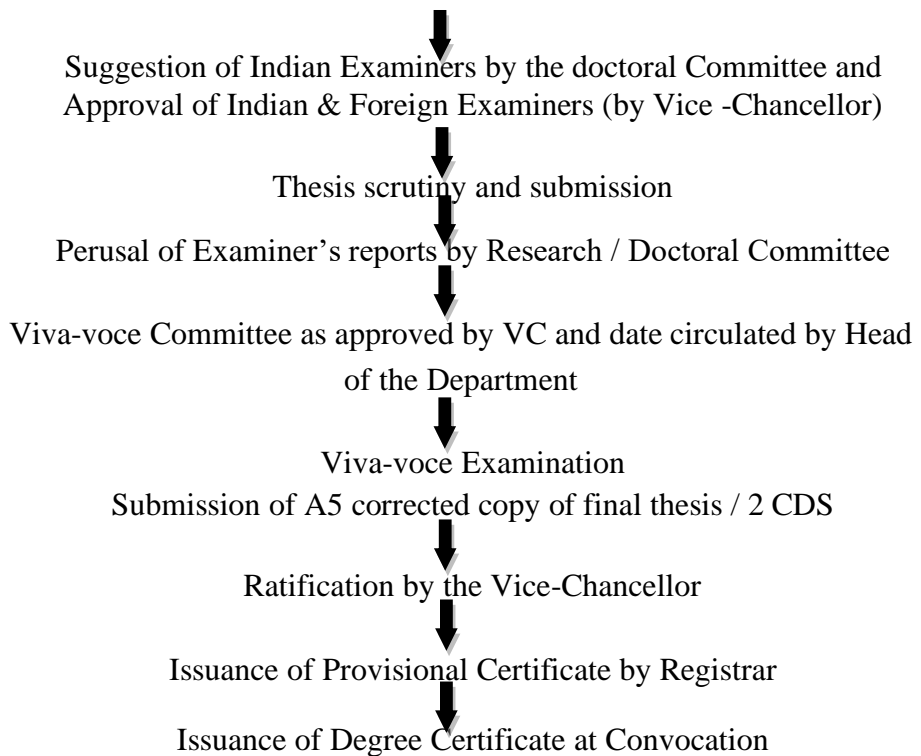 Suggestion of Indian Examiners by the doctoral Committee and
Approval of Indian & Foreign Examiners (by Vice -Chancellor)
Thesis scrutiny and submission
Perusal of Examiner’s reports by Research / Doctoral Committee
Viva-voce Committee as approved by VC and date circulated by Head
of the Department
Viva-voce Examination
Submission of A5 corrected copy of final thesis / 2 CDS
Ratification by the Vice-Chancellor
Issuance of Provisional Certificate by Registrar
Issuance of Degree Certificate at Convocation